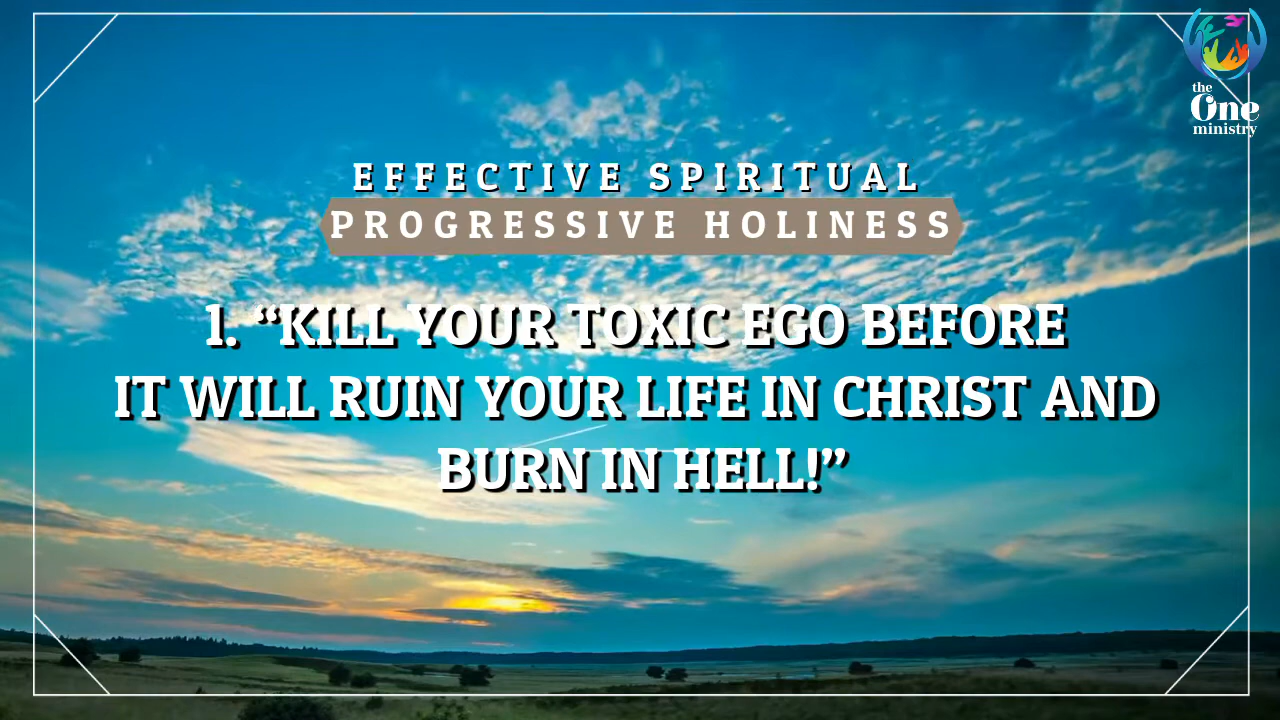 the
One
ministry
EFFECTIVE SPIRITUAL
PROGRESSIVE HOLINESS
1. “KILL YOUR TOXIC EGO BEFORE
IT WILL RUIN YOUR LIFE IN CHRIST AND
BURN IN HELL!”